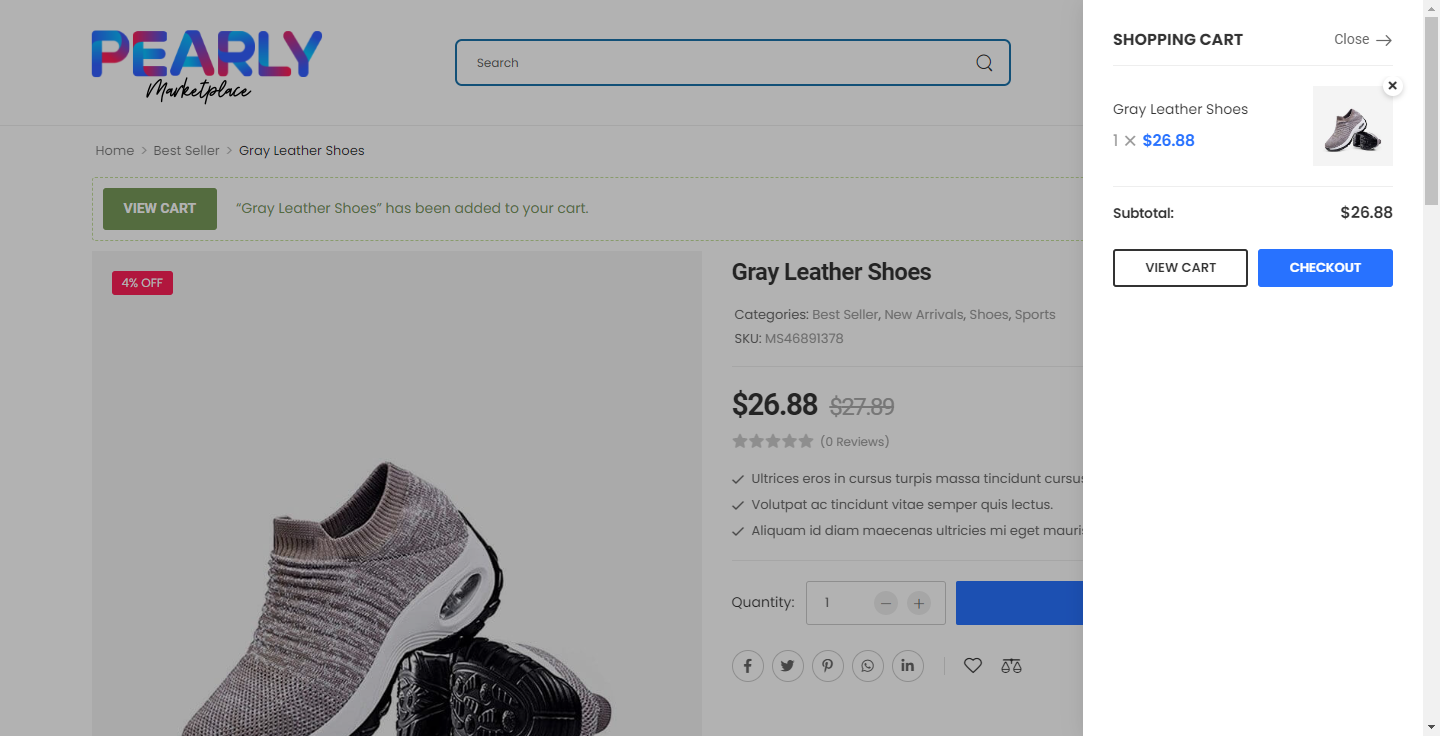 PEARLY
Marketplace
Search
Home > Best Seller > Gray Leather Shoes
VIEW CART
“Gray Leather Shoes” has been added to your cart.
4% OFF
Gray Leather Shoes
Categories: Best Seller, New Arrivals, Shoes, Sports
SKU: MS46891378
$26.88 $27.89
(0 Reviews)
Ultrices eros in cursus turpis massa tincidunt cursus
Volutpat ac tincidunt vitae semper quis lectus.
Aliquam id diam maecenas ultricies mi eget mauris
Quantity: 1 − +
SHOPPING CART
Close →
Gray Leather Shoes
1 × $26.88
Subtotal: $26.88
VIEW CART
CHECKOUT